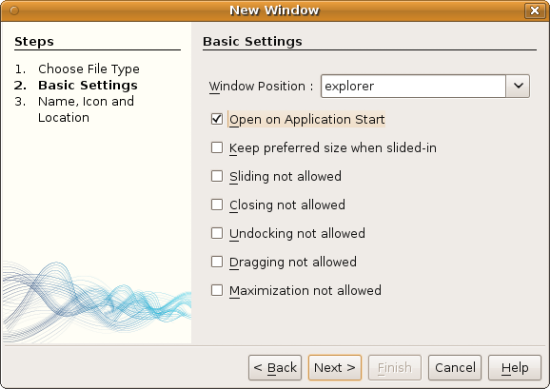 New Window
Steps
1. Choose File Type
2. Basic Settings
3. Name, Icon and
Location
Basic Settings
Window Position : explorer
Open on Application Start
Keep preferred size when slided-in
Sliding not allowed
Closing not allowed
Undocking not allowed
Dragging not allowed
Maximization not allowed
< Back Next > Finish Cancel Help